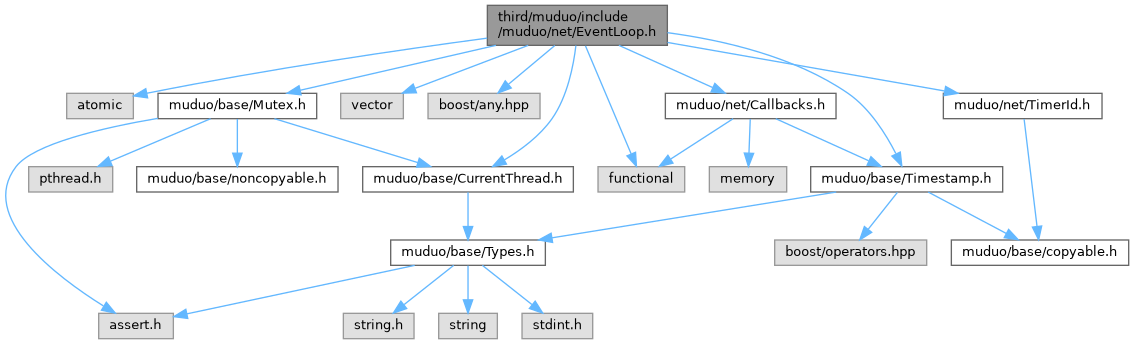 third/muduo/include
/muduo/net/EventLoop.h
atomic
muduo/base/Mutex.h
vector
boost/any.hpp
muduo/net/Callbacks.h
muduo/net/TimerId.h
pthread.h
muduo/base/noncopyable.h
muduo/base/CurrentThread.h
functional
memory
muduo/base/Timestamp.h
muduo/base/Types.h
boost/operators.hpp
muduo/base/copyable.h
assert.h
string.h
string
stdint.h